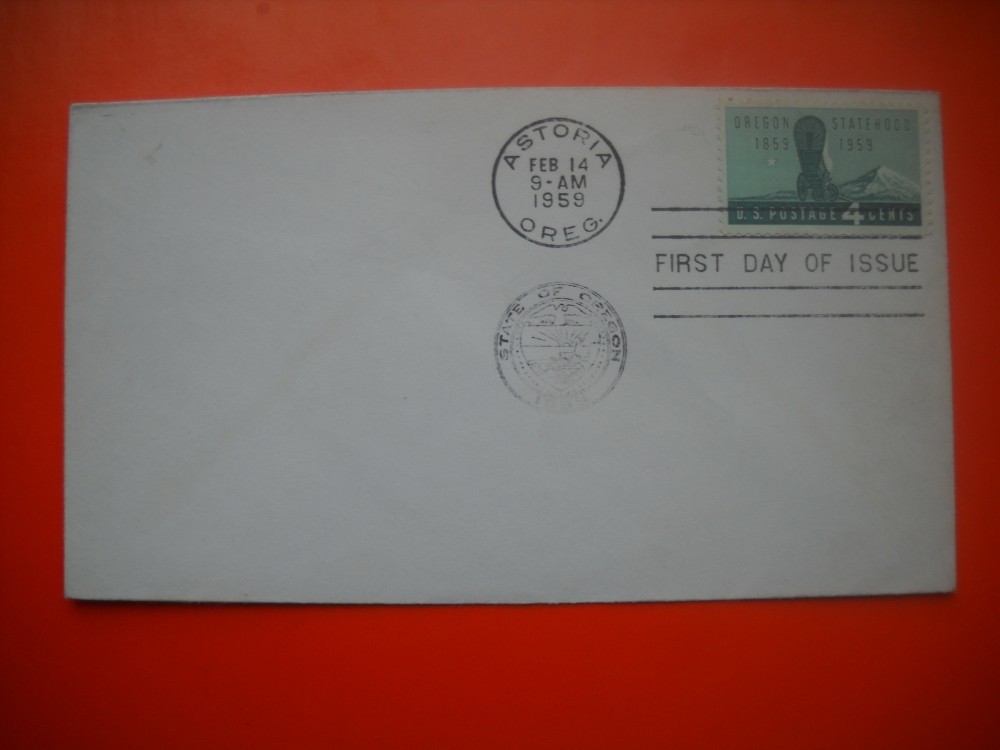 ASTORIA
FEB 14
9-AM
1959
OREG.
OREGON STATEHOOD
1859 1959
U.S. POSTAGE 4 CENTS
FIRST DAY OF ISSUE
STATE OF OREGON